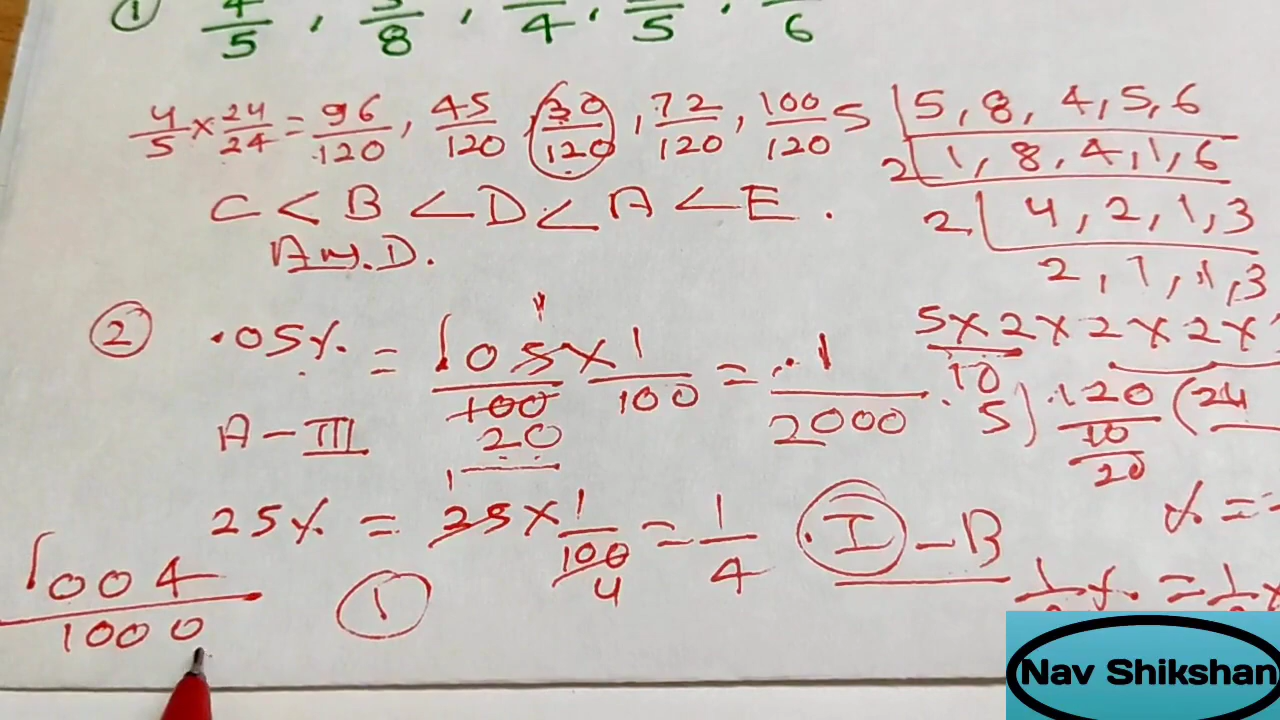 ① 4/5 , 3/8 , /4 , /5 , /6
4/5 × 24/24 = 96/120 , 45/120 , 30/120 , 72/120 , 100/120
C < B < D < A < E .
Ans. D.
5 | 5, 8, 4, 5, 6
2 | 1, 8, 4, 1, 6
2 | 4, 2, 1, 3
2, 1, 1, 3
5 × 2 × 2 × 2 ×
10
5 ) 120 ( 24
10
20
② .05% = 05/100 × 1/100 = 1/2000
20
A - III
25% = 25 × 1/100 = 1/4 I - B
4
004/1000
①
% =
Nav Shikshan